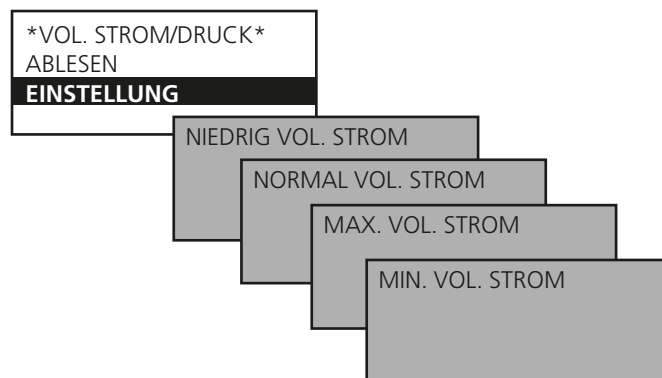 *VOL. STROM/DRUCK*
ABLESEN
EINSTELLUNG
NIEDRIG VOL. STROM
NORMAL VOL. STROM
MAX. VOL. STROM
MIN. VOL. STROM